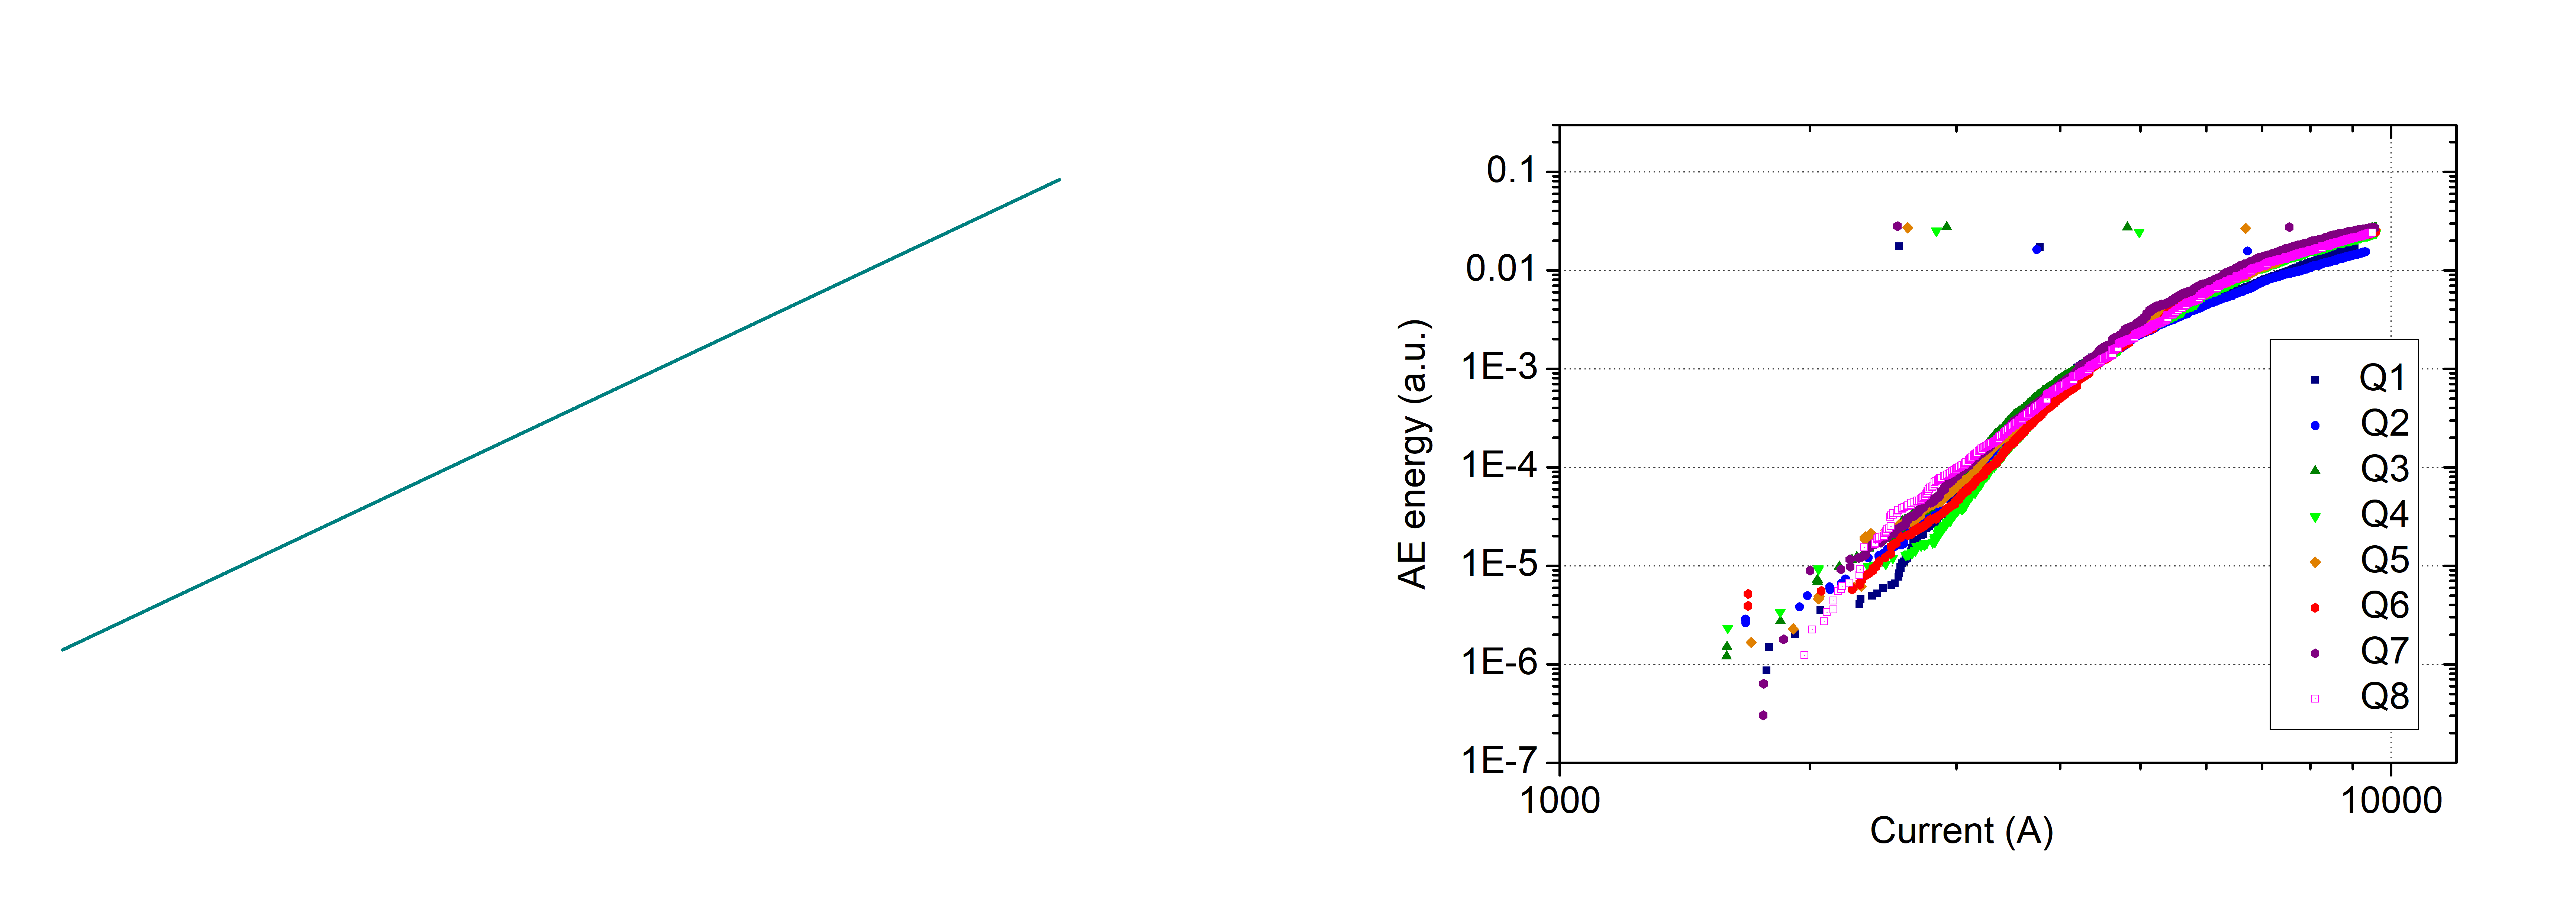 0.1
0.01
1E-3
1E-4
1E-5
1E-6
1E-7
AE energy (a.u.)
1000
10000
Current (A)
Q1
Q2
Q3
Q4
Q5
Q6
Q7
Q8